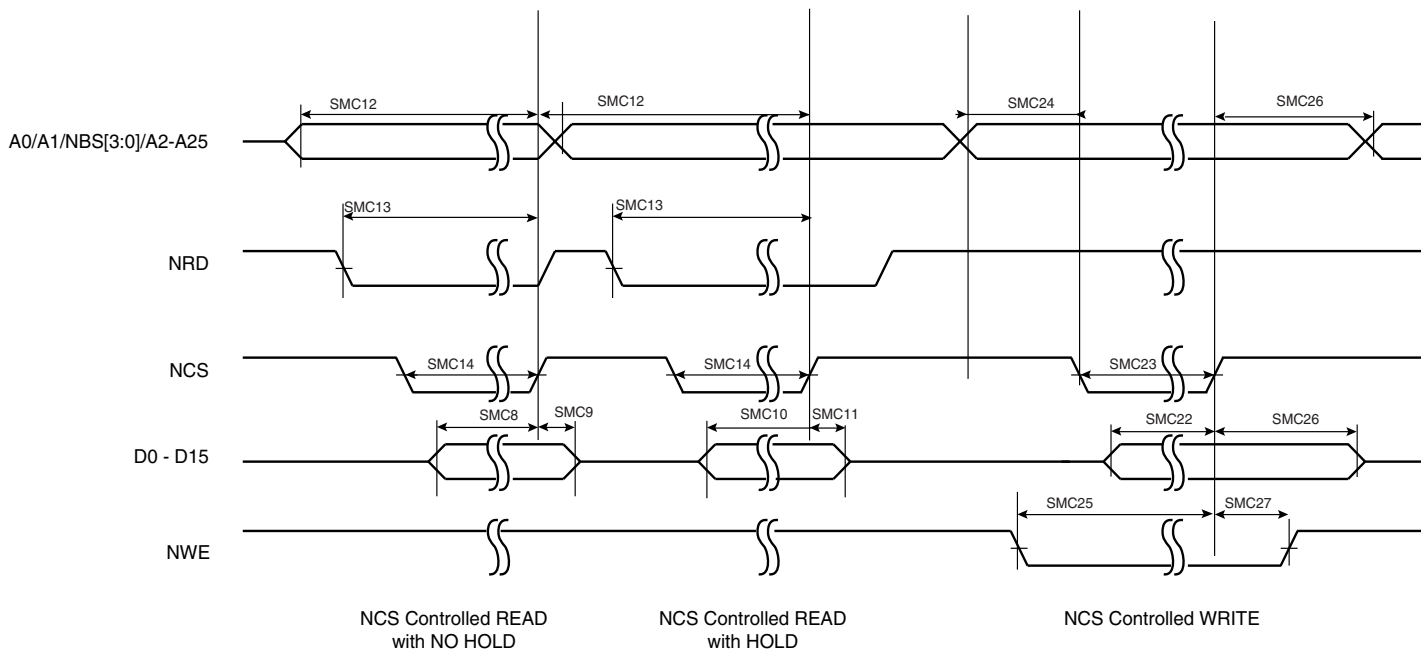 SMC12
SMC12
SMC24
SMC26
A0/A1/NBS[3:0]/A2-A25
SMC13
SMC13
NRD
NCS
SMC14
SMC14
SMC23
SMC8
SMC9
SMC10
SMC11
SMC22
SMC26
D0 - D15
SMC25
SMC27
NWE
NCS Controlled READ
with NO HOLD
NCS Controlled READ
with HOLD
NCS Controlled WRITE